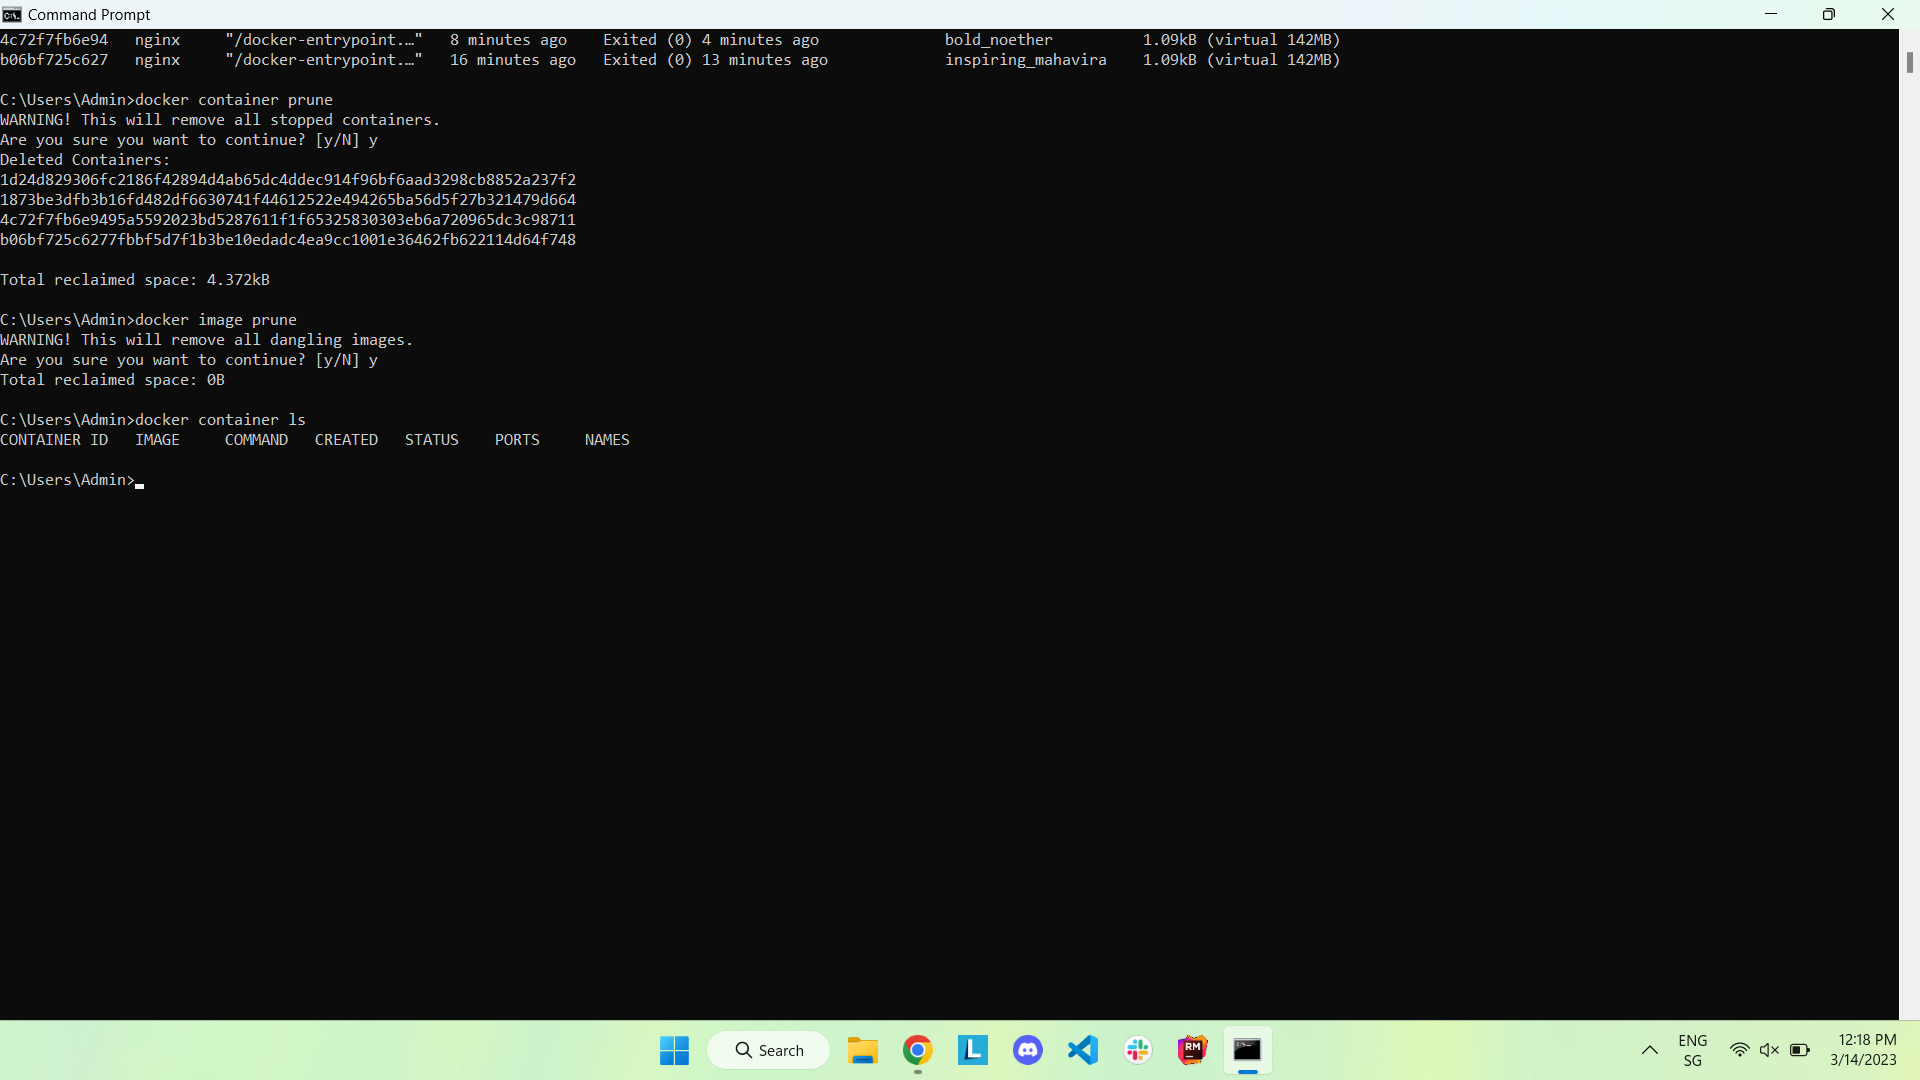 Command Prompt
4c72f7fb6e94   nginx     "/docker-entrypoint.…"   8 minutes ago    Exited (0) 4 minutes ago              bold_noether          1.09kB (virtual 142MB)
b06bf725c627   nginx     "/docker-entrypoint.…"   16 minutes ago   Exited (0) 13 minutes ago             inspiring_mahavira    1.09kB (virtual 142MB)
C:\Users\Admin>docker container prune
WARNING! This will remove all stopped containers.
Are you sure you want to continue? [y/N] y
Deleted Containers:
1d24d829306fc2186f42894d4ab65dc4ddec914f96bf6aad3298cb8852a237f2
1873be3dfb3b16fd482df6630741f44612522e494265ba56d5f27b321479d664
4c72f7fb6e9495a5592023bd5287611f1f65325830303eb6a720965dc3c98711
b06bf725c6277fbbf5d7f1b3be10edadc4ea9cc1001e36462fb622114d64f748
Total reclaimed space: 4.372kB
C:\Users\Admin>docker image prune
WARNING! This will remove all dangling images.
Are you sure you want to continue? [y/N] y
Total reclaimed space: 0B
C:\Users\Admin>docker container ls
CONTAINER ID   IMAGE     COMMAND   CREATED   STATUS    PORTS     NAMES
C:\Users\Admin>
Search
L
RM
ENG
SG
12:18 PM
3/14/2023